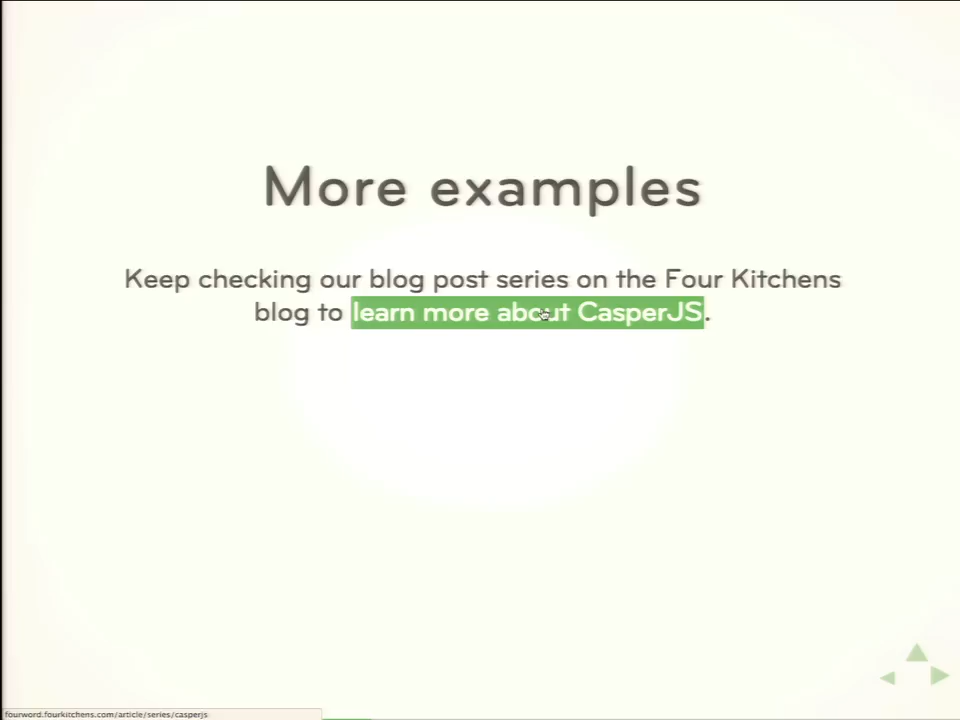 More examples
Keep checking our blog post series on the Four Kitchens
blog to learn more about CasperJS.
fourword.fourkitchens.com/article/series/casperjs